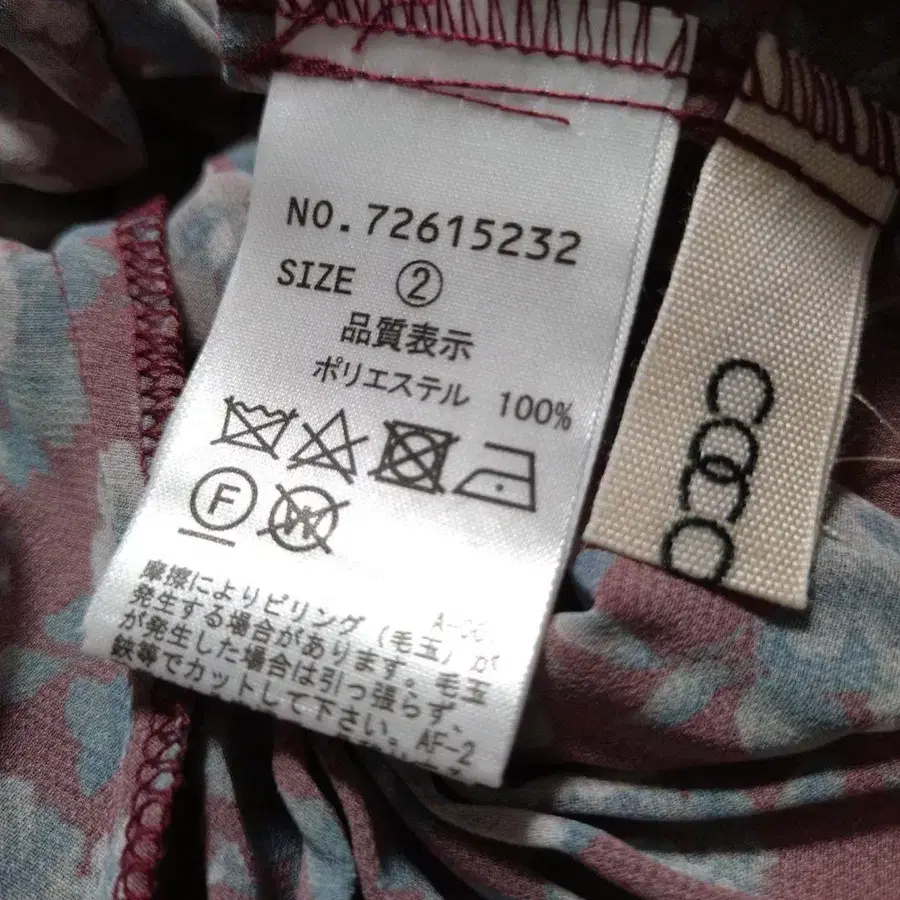 NO.72615232
SIZE ②
品質表示
ポリエステル 100%
F
W
摩擦によりピリング(毛玉)が
発生する場合があります。毛玉
が発生した場合は引っ張らず、
鋏等でカットして下さい。AF-2
COCO